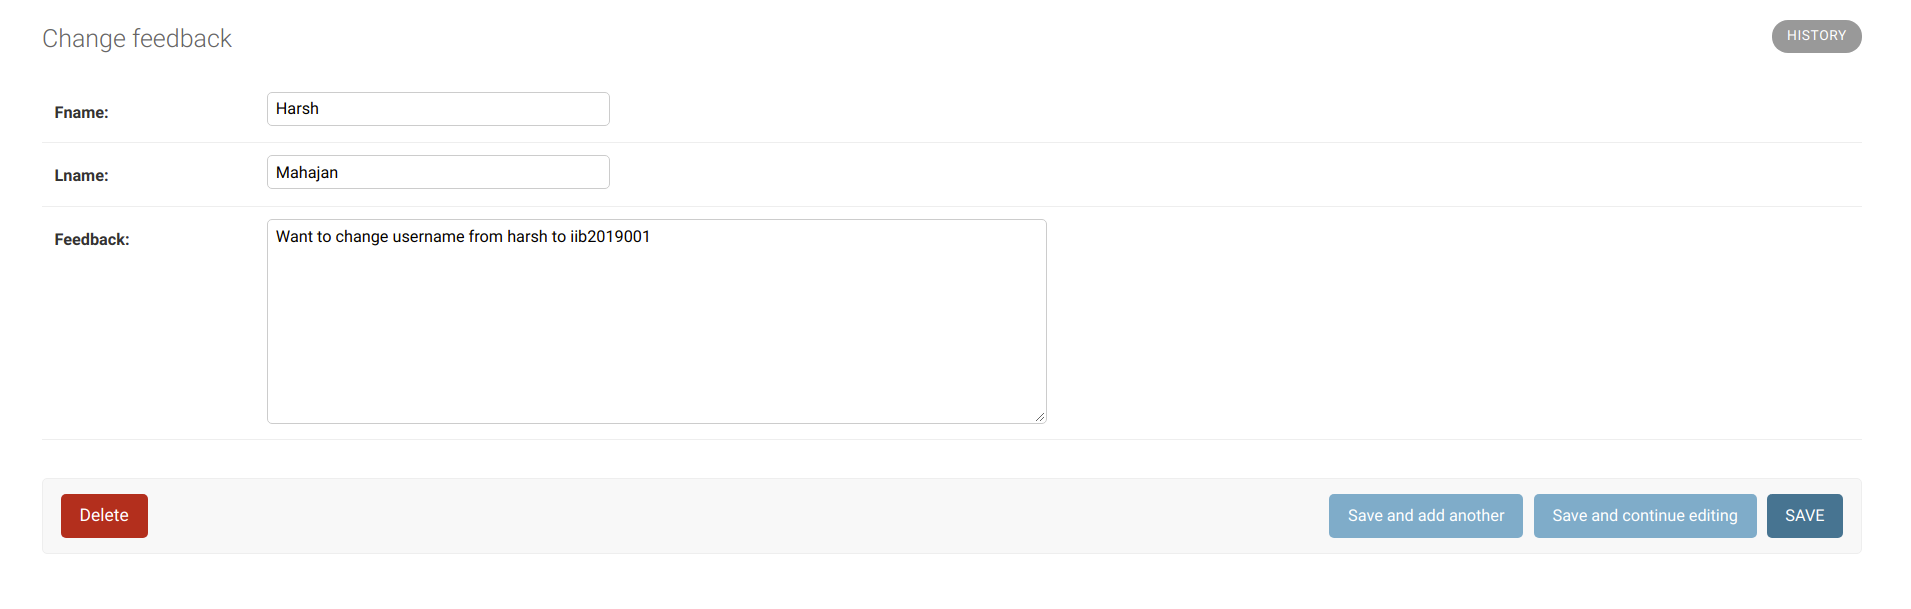 Change feedback
HISTORY
Fname:
Harsh
Lname:
Mahajan
Feedback:
Want to change username from harsh to iib2019001
Delete
Save and add another
Save and continue editing
SAVE